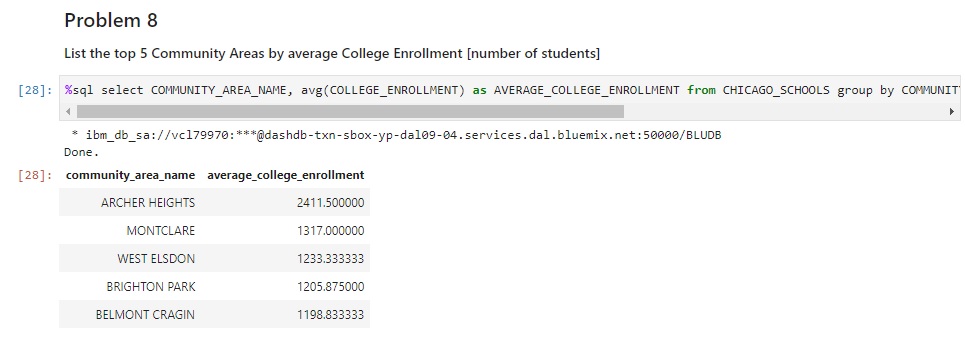 Problem 8
List the top 5 Community Areas by average College Enrollment [number of students]
[28]: %sql select COMMUNITY_AREA_NAME, avg(COLLEGE_ENROLLMENT) as AVERAGE_COLLEGE_ENROLLMENT from CHICAGO_SCHOOLS group by COMMUNIT
* ibm_db_sa://vcl79970:***@dashdb-txn-sbox-yp-dal09-04.services.dal.bluemix.net:50000/BLUDB
Done.
[28]: community_area_name average_college_enrollment
ARCHER HEIGHTS 2411.500000
MONTCLARE 1317.000000
WEST ELSDON 1233.333333
BRIGHTON PARK 1205.875000
BELMONT CRAGIN 1198.833333